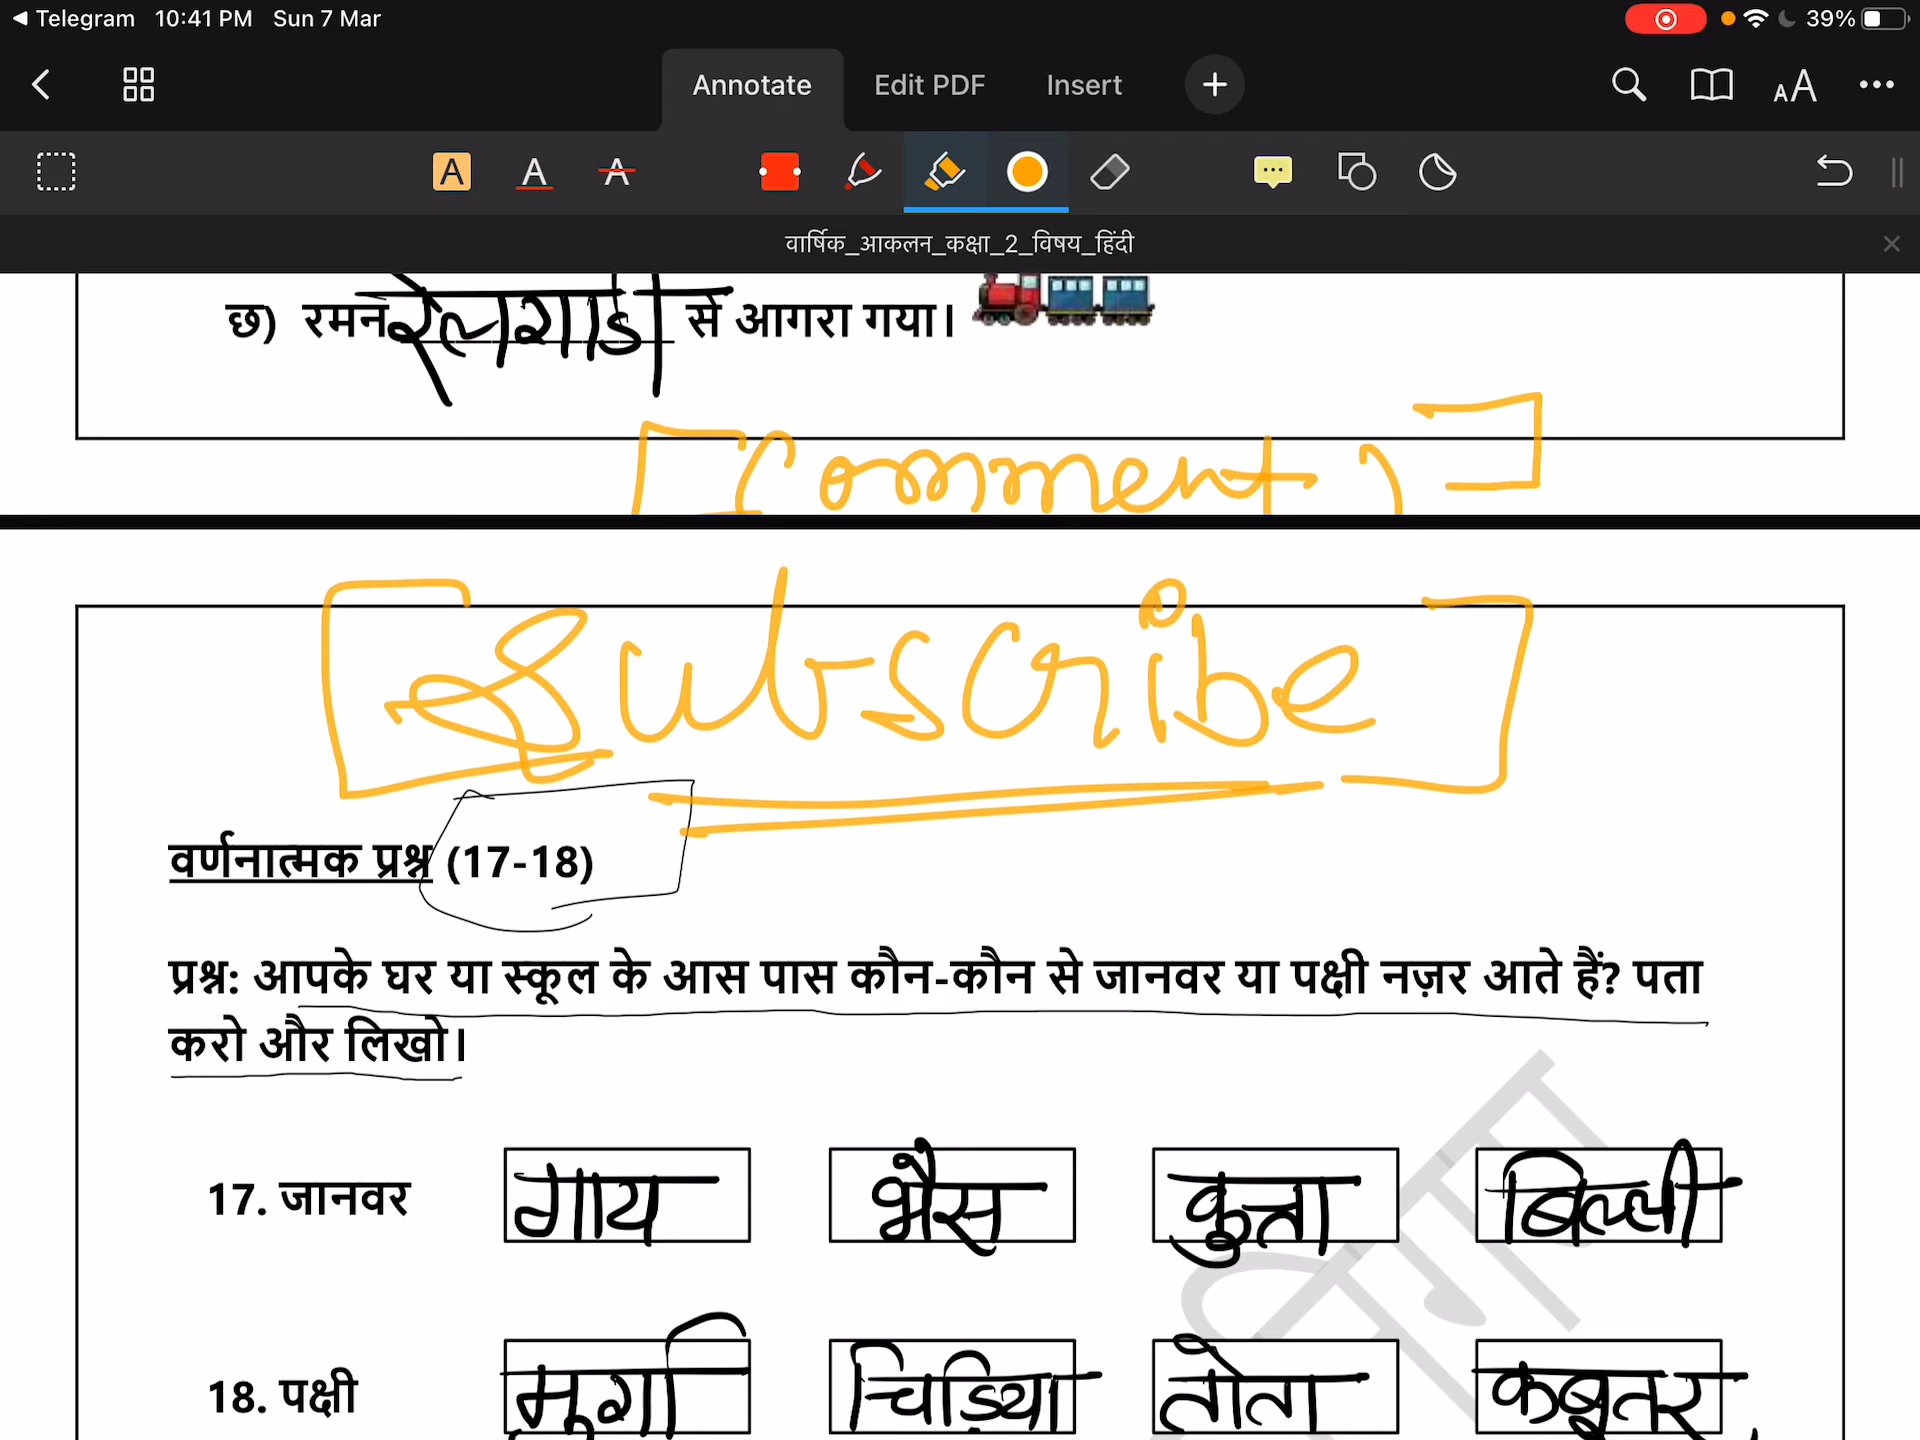 Telegram 10:41 PM Sun 7 Mar 39%
Annotate Edit PDF Insert
A A A AA
वार्षिक_आकलन_कक्षा_2_विषय_हिंदी
छ) रमन रेलगाडी से आगरा गया।
Comment
Subscribe
वर्णनात्मक प्रश्न (17-18)
प्रश्न: आपके घर या स्कूल के आस पास कौन-कौन से जानवर या पक्षी नज़र आते हैं? पता
करो और लिखो।
17. जानवर गाय भैस कुत्ता बिल्ली
18. पक्षी मुर्गा चिड़िया तोता कबूतर